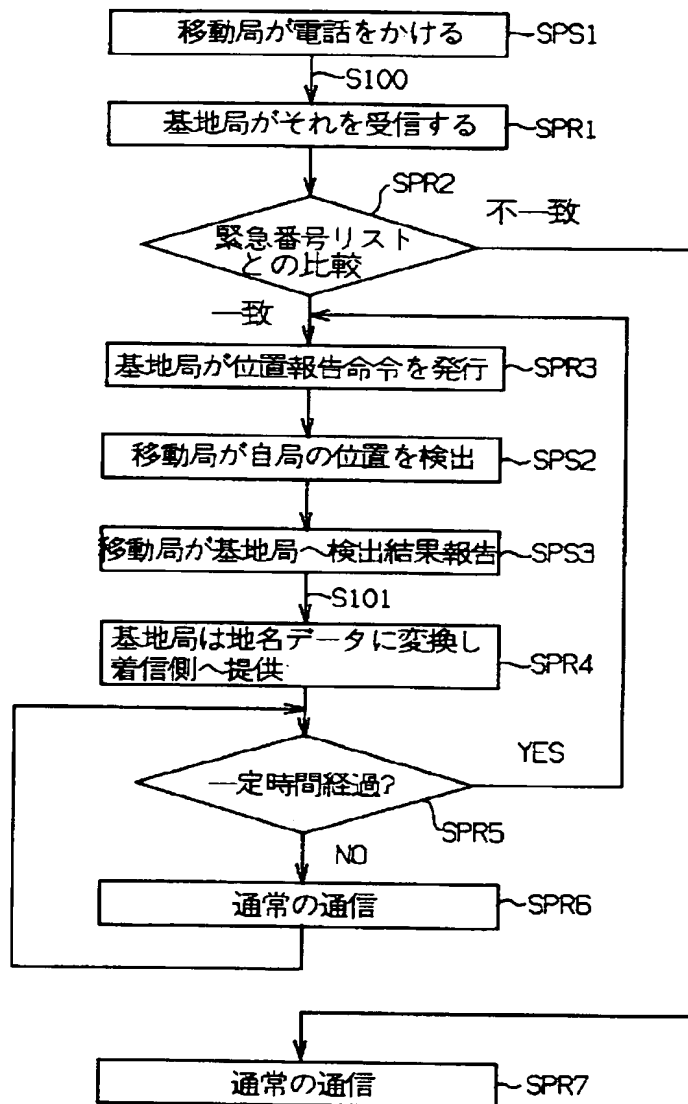 移動局が電話をかける
SPS1
S100
基地局がそれを受信する
SPR1
SPR2
不一致
緊急番号リスト
との比較
一致
基地局が位置報告命令を発行
SPR3
移動局が自局の位置を検出
SPS2
移動局が基地局へ検出結果報告
SPS3
S101
基地局は地名データに変換し
着信側へ提供
SPR4
YES
一定時間経過?
SPR5
NO
通常の通信
SPR6
通常の通信
SPR7